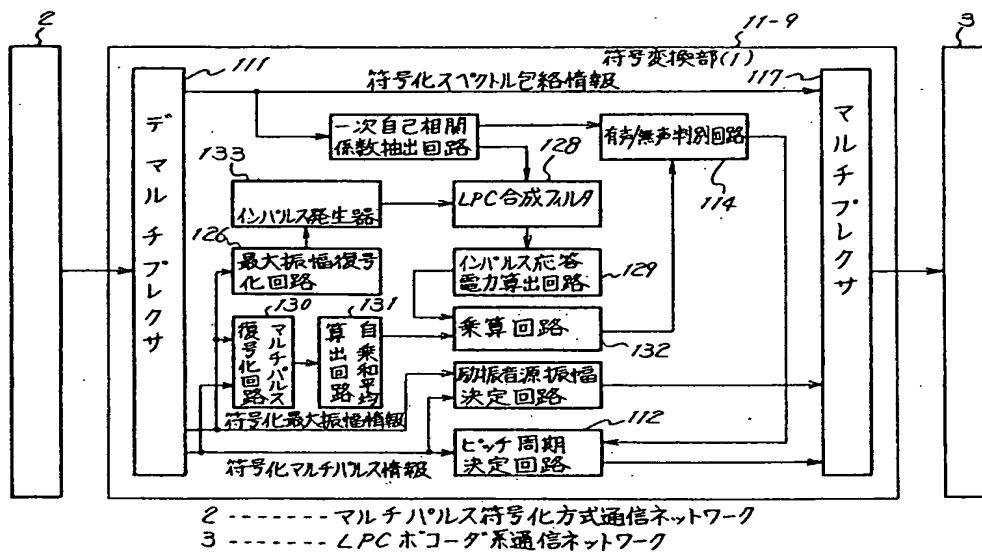 2
11-9
3
符号変換部(1)
111
117
符号化スペクトル包絡情報
デマルチプレクサ
マルチプレクサ
一次自己相関
係数抽出回路
有声/無声判別回路
133
128
114
インパルス発生器
LPC合成フィルタ
126
最大振幅復号
化回路
インパルス応答
電力算出回路
129
130
131
マルチパルス
復号化回路
自乗和平均
算出回路
乗算回路
132
励振音源振幅
決定回路
符号化最大振幅情報
112
ピッチ周期
決定回路
符号化マルチパルス情報
2 ------- マルチパルス符号化方式通信ネットワーク
3 ------- LPCボコーダ系通信ネットワーク